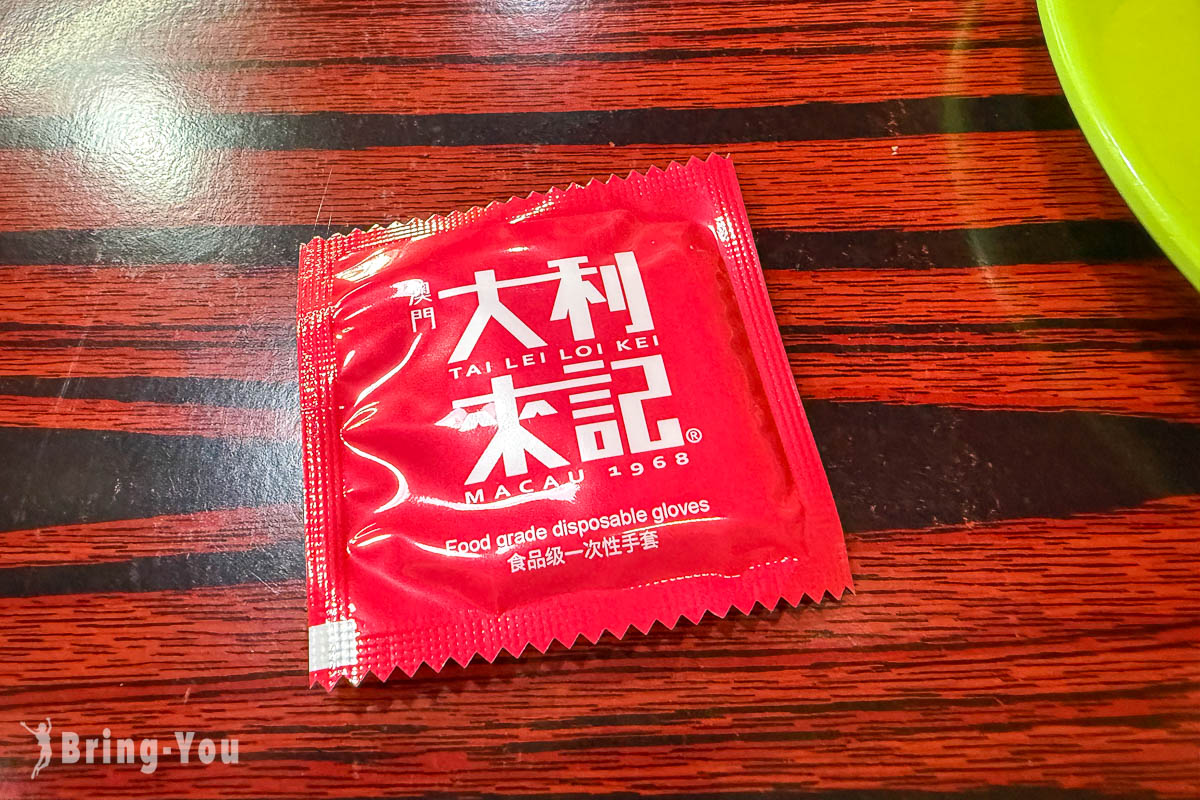 澳門
大利
TAI LEI LOI KEI
來記®
MACAU 1968
Food grade disposable gloves
食品级一次性手套
Bring-You